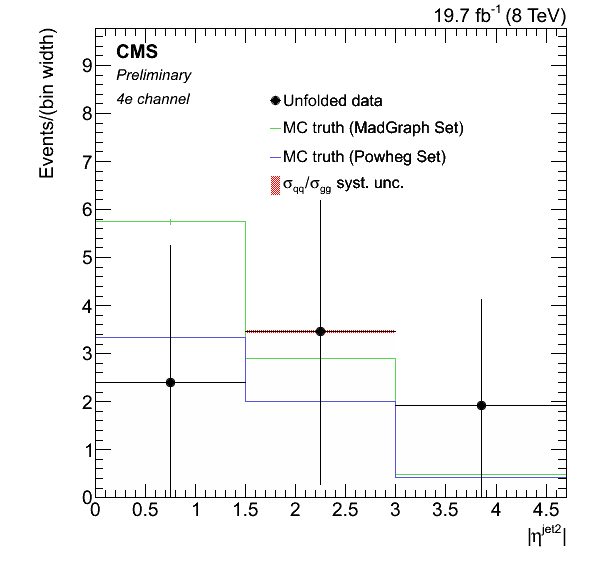 19.7 fb⁻¹ (8 TeV)
Events/(bin width)
CMS
Preliminary
4e channel
Unfolded data
MC truth (MadGraph Set)
MC truth (Powheg Set)
σqq/σgg syst. unc.
9
8
7
6
5
4
3
2
1
0
0 0.5 1 1.5 2 2.5 3 3.5 4 4.5
|η^jet2|